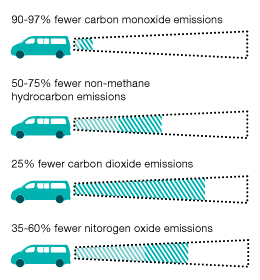 90-97% fewer carbon monoxide emissions
50-75% fewer non-methane
hydrocarbon emissions
25% fewer carbon dioxide emissions
35-60% fewer nitorogen oxide emissions